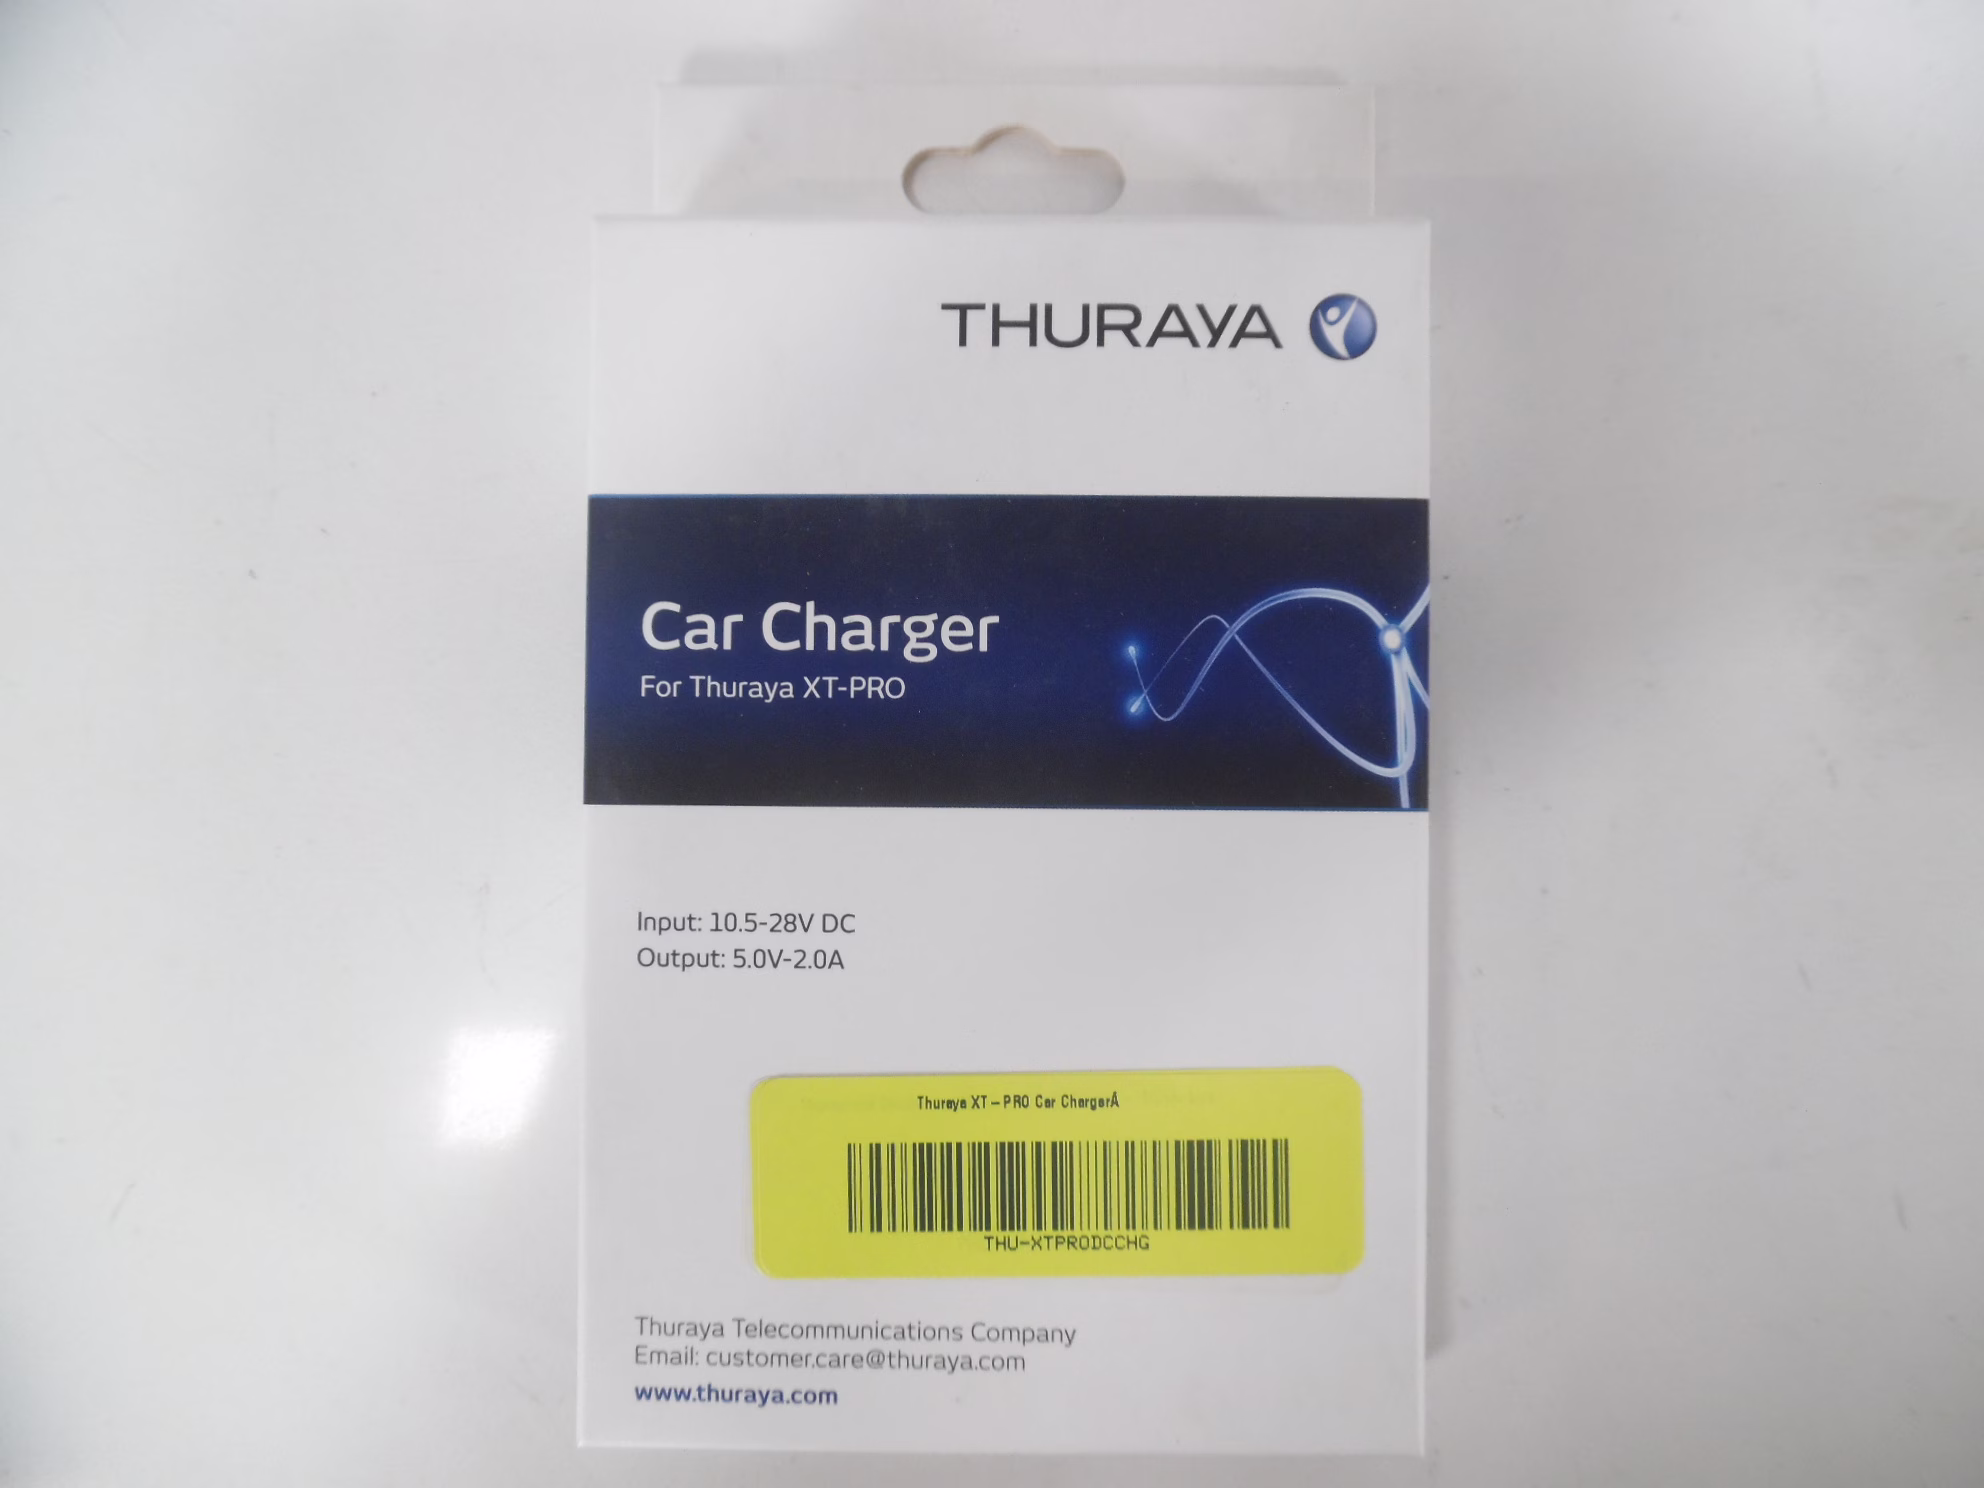 THURAYA
Car Charger
For Thuraya XT-PRO
Input: 10.5-28V DC
Output: 5.0V-2.0A
Thuraya XT – PRO Car ChargerÂ
THU-XTPRODCCHG
Thuraya Telecommunications Company
Email: customer.care@thuraya.com
www.thuraya.com